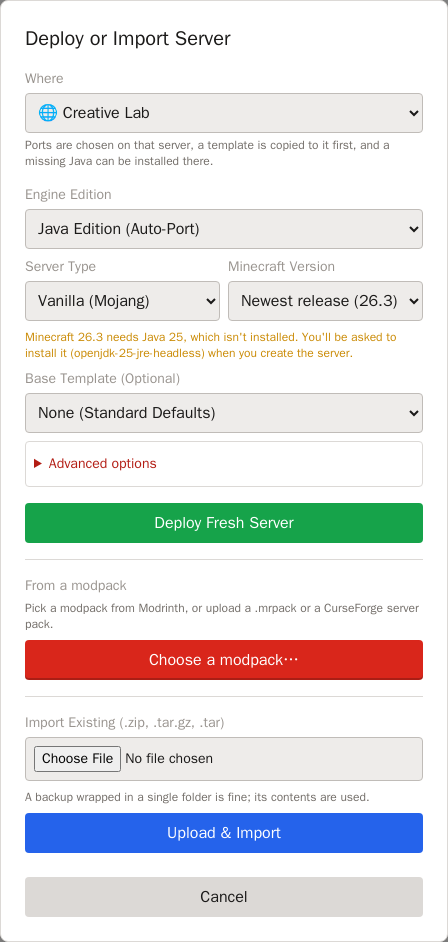 Deploy or Import Server
Where
🌐 Creative Lab
Ports are chosen on that server, a template is copied to it first, and a
missing Java can be installed there.
Engine Edition
Java Edition (Auto-Port)
Server Type
Minecraft Version
Vanilla (Mojang)
Newest release (26.3)
Minecraft 26.3 needs Java 25, which isn't installed. You'll be asked to
install it (openjdk-25-jre-headless) when you create the server.
Base Template (Optional)
None (Standard Defaults)
▶ Advanced options
Deploy Fresh Server
From a modpack
Pick a modpack from Modrinth, or upload a .mrpack or a CurseForge server
pack.
Choose a modpack…
Import Existing (.zip, .tar.gz, .tar)
Choose File No file chosen
A backup wrapped in a single folder is fine; its contents are used.
Upload & Import
Cancel